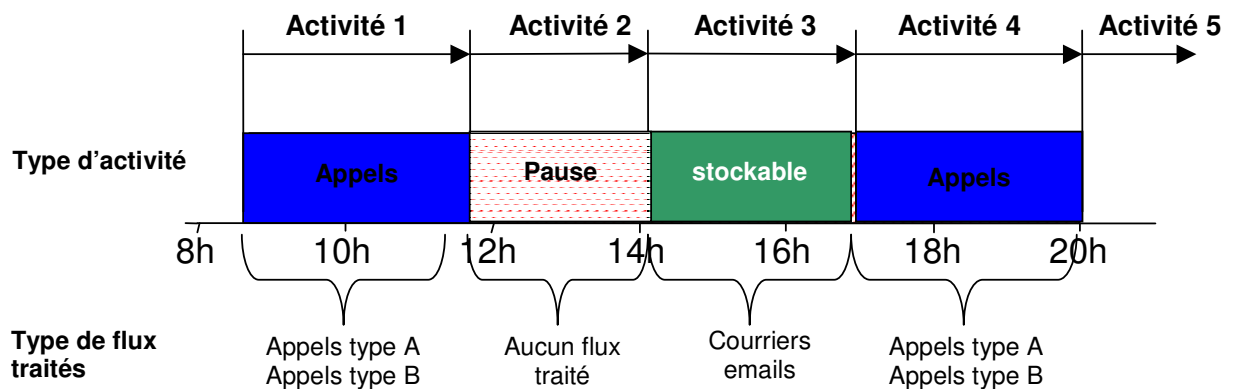 Activité 1 Activité 2 Activité 3 Activité 4 Activité 5
Type d'activité Appels Pause stockable Appels
8h 10h 12h 14h 16h 18h 20h
Type de flux
traités
Appels type A
Appels type B
Aucun flux
traité
Courriers
emails
Appels type A
Appels type B